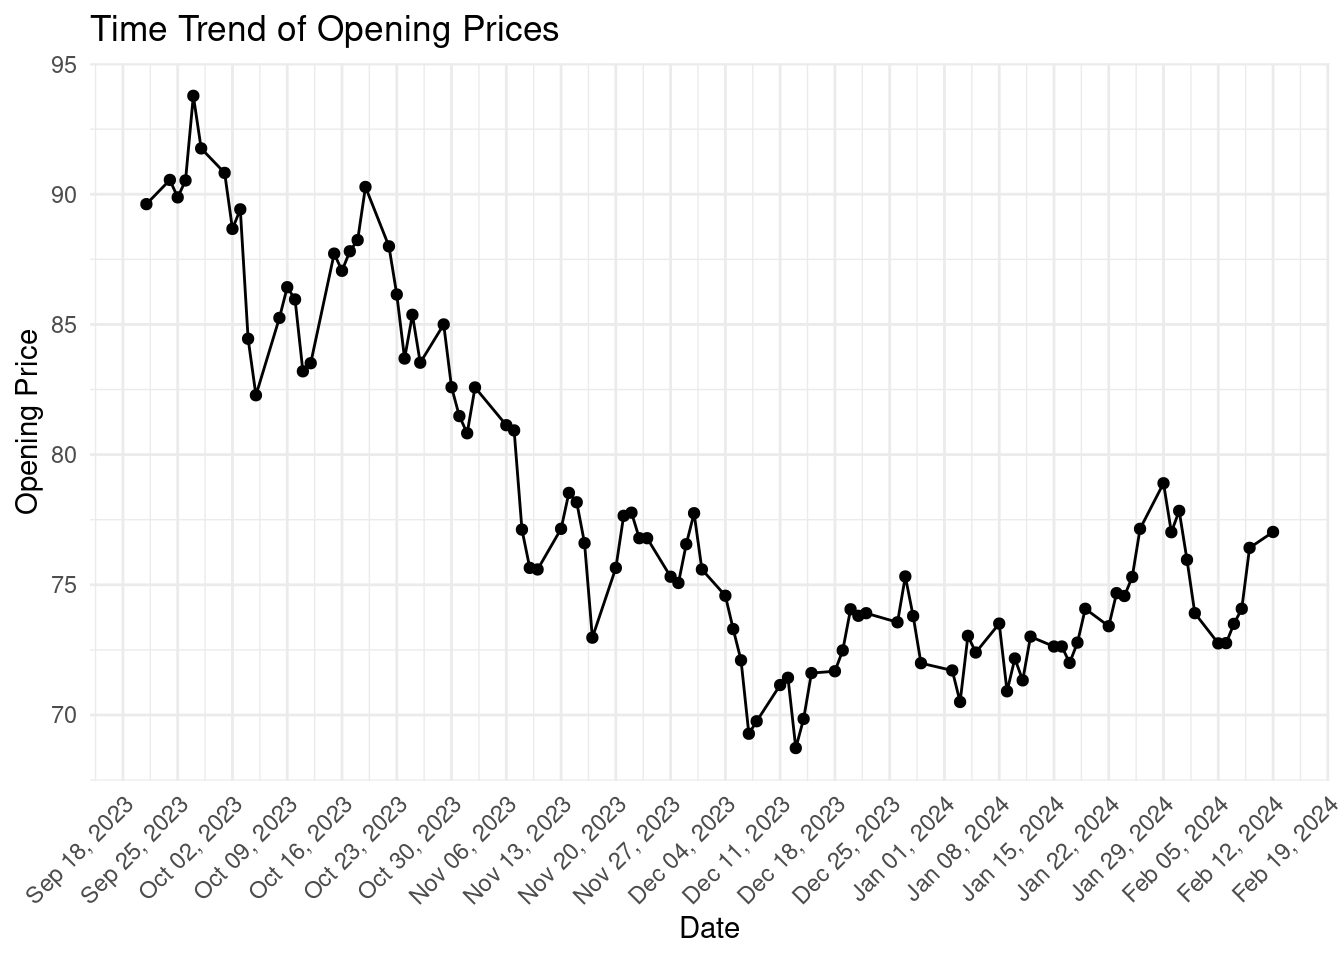 Time Trend of Opening Prices
95
90
85
80
75
70
Opening Price
Sep 18, 2023
Sep 25, 2023
Oct 02, 2023
Oct 09, 2023
Oct 16, 2023
Oct 23, 2023
Oct 30, 2023
Nov 06, 2023
Nov 13, 2023
Nov 20, 2023
Nov 27, 2023
Dec 04, 2023
Dec 11, 2023
Dec 18, 2023
Dec 25, 2023
Jan 01, 2024
Jan 08, 2024
Jan 15, 2024
Jan 22, 2024
Jan 29, 2024
Feb 05, 2024
Feb 12, 2024
Feb 19, 2024
Date